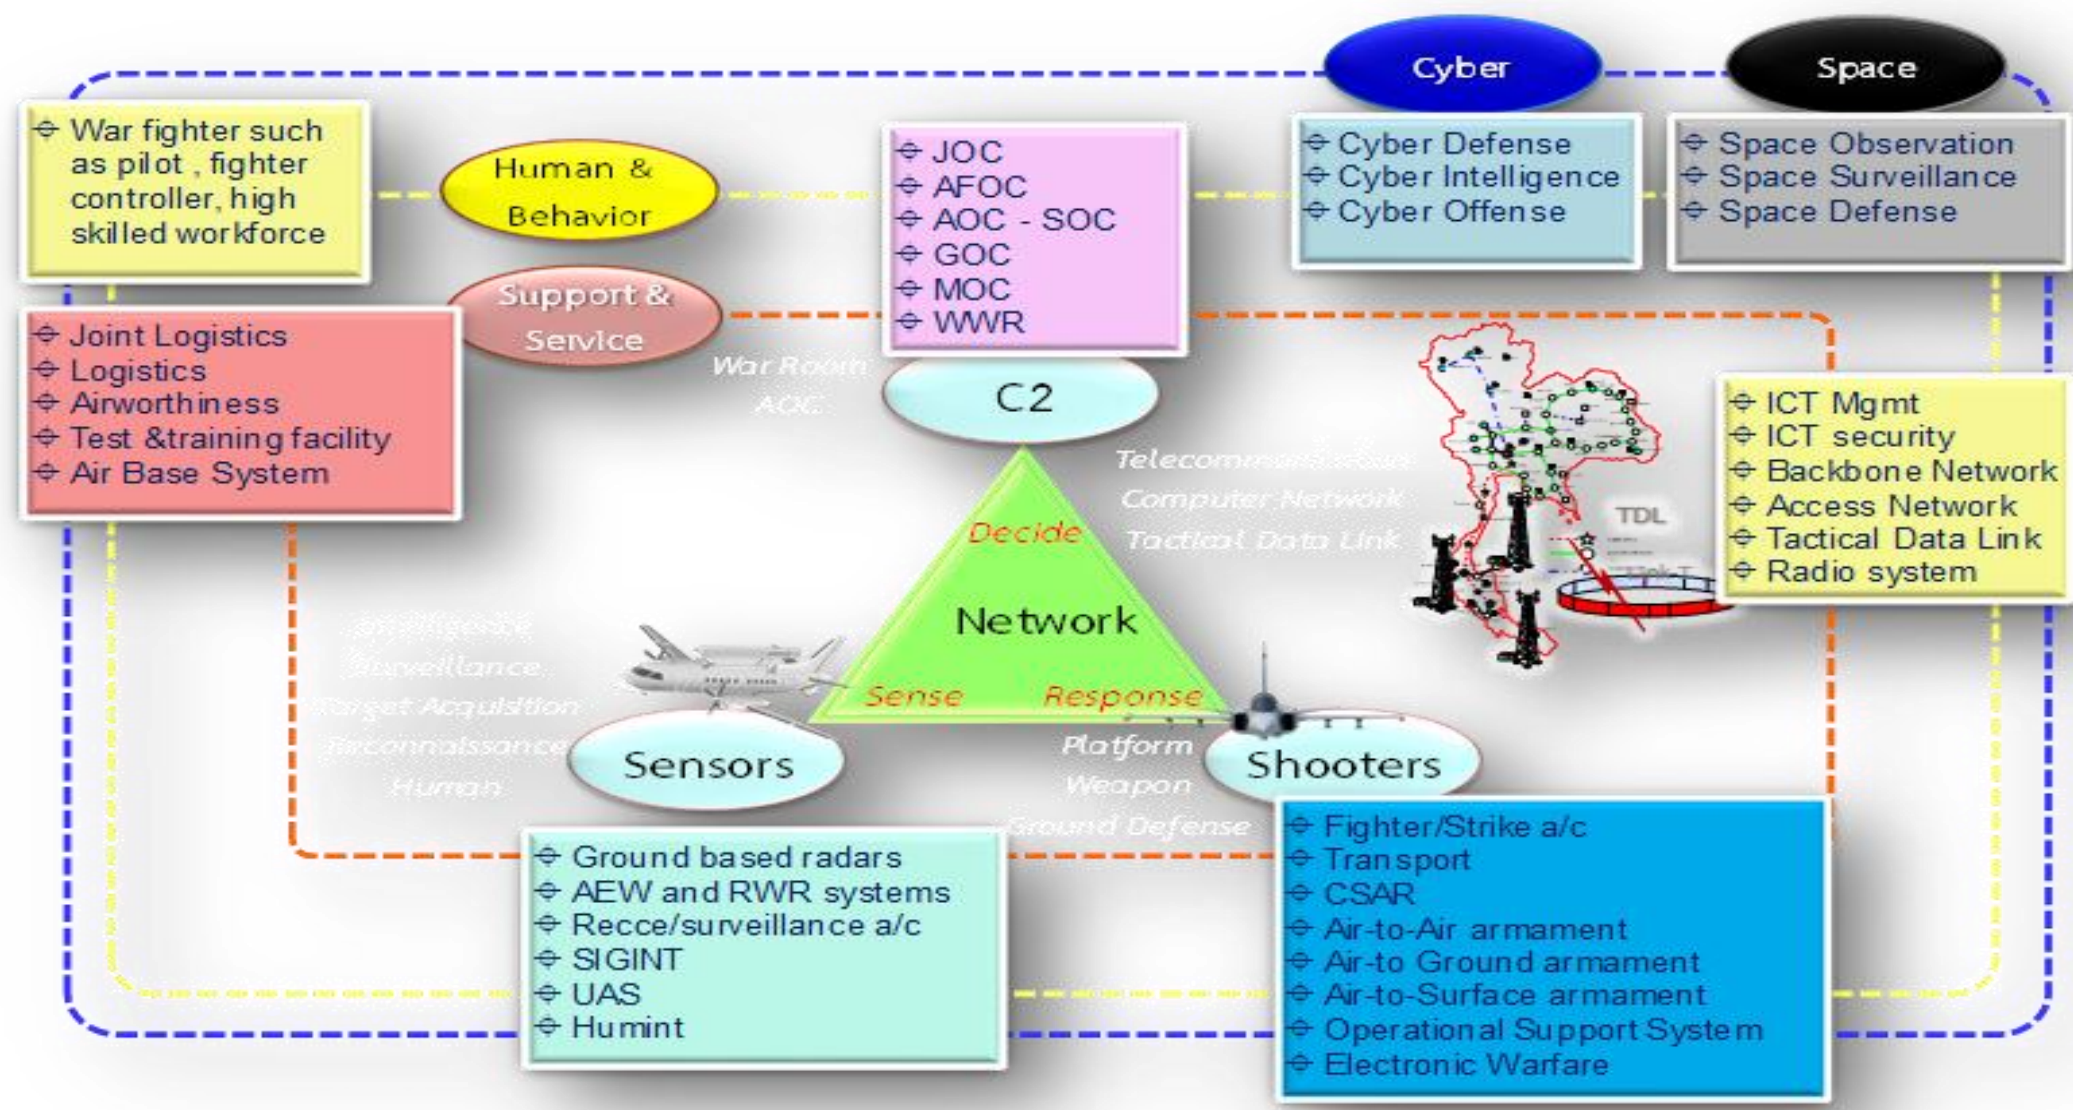 Cyber
Space
War fighter such
as pilot , fighter
controller, high
skilled workforce
Human &
Behavior
JOC
AFOC
AOC - SOC
GOC
MOC
WWR
Cyber Defense
Cyber Intelligence
Cyber Offense
Space Observation
Space Surveillance
Space Defense
Support &
Service
Joint Logistics
Logistics
Airworthiness
Test &training facility
Air Base System
War Room
AOC
C2
Telecommunication
Computer Network
Tactical Data Link
TDL
ICT Mgmt
ICT security
Backbone Network
Access Network
Tactical Data Link
Radio system
Decide
Network
Sense
Response
Intelligence
Surveillance
Target Acquisition
Reconnaissance
Human
Sensors
Platform
Weapon
Ground Defense
Shooters
Ground based radars
AEW and RWR systems
Recce/surveillance a/c
SIGINT
UAS
Humint
Fighter/Strike a/c
Transport
CSAR
Air-to-Air armament
Air-to Ground armament
Air-to-Surface armament
Operational Support System
Electronic Warfare